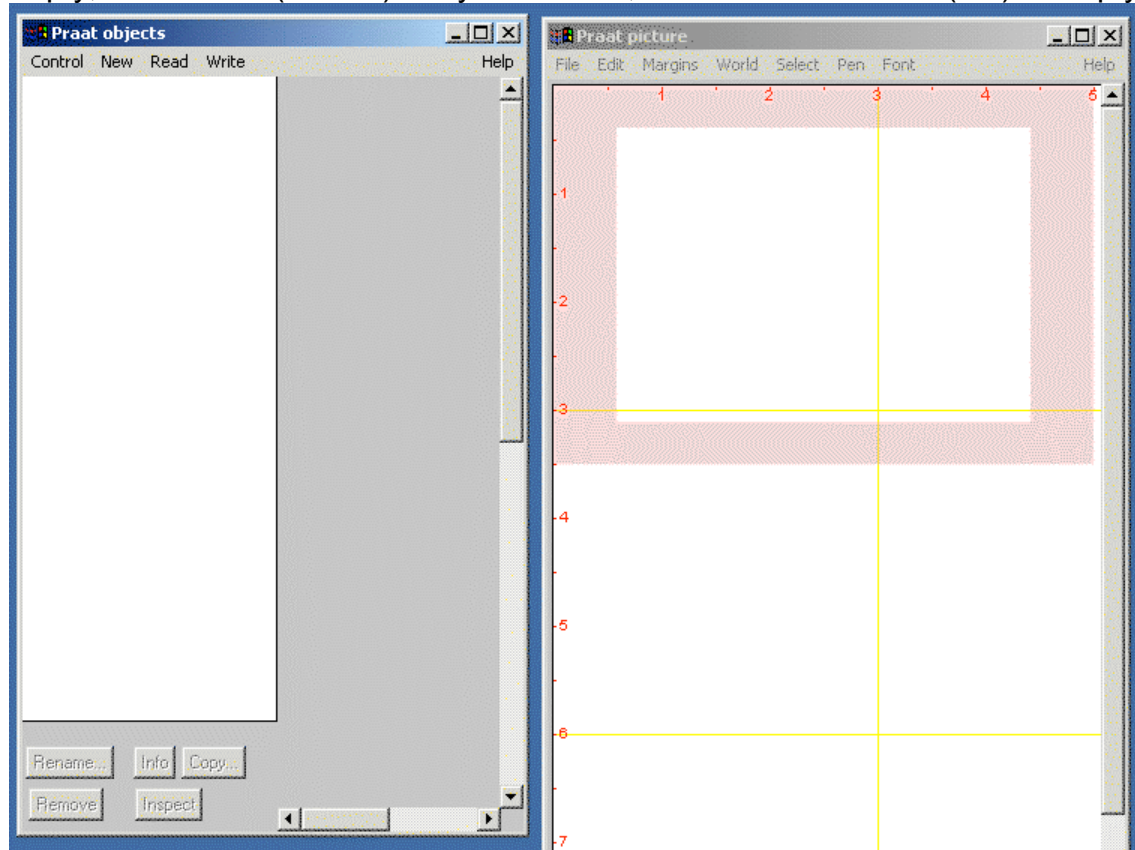 Praat objects
Control New Read Write Help
Rename... Info Copy...
Remove Inspect
Praat picture
File Edit Margins World Select Pen Font Help
1 2 3 4 5
1
2
3
4
5
6
7